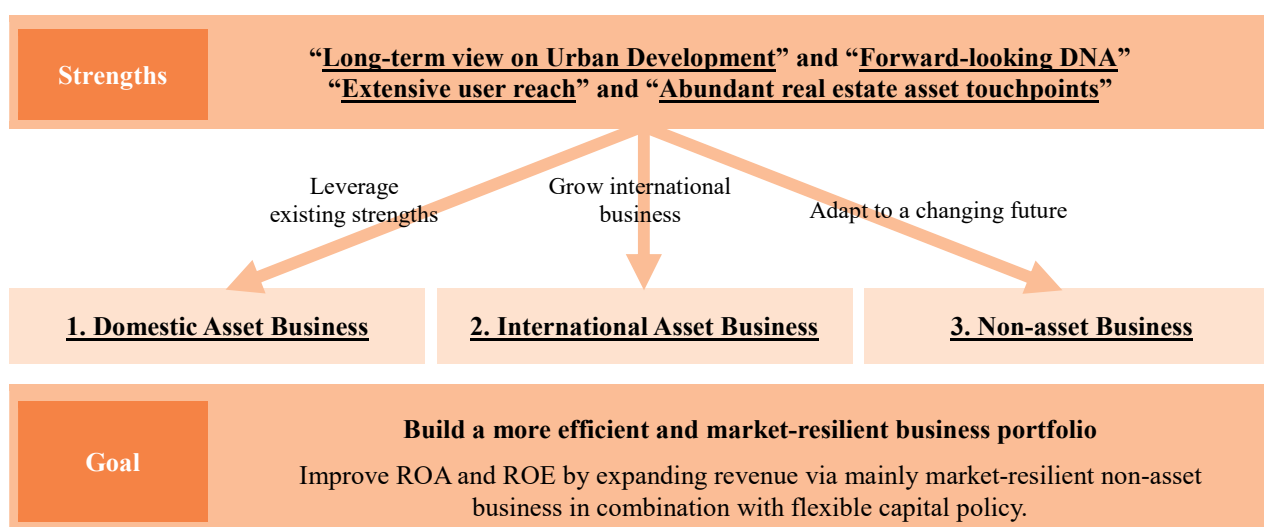 Strengths
“Long-term view on Urban Development” and “Forward-looking DNA”
“Extensive user reach” and “Abundant real estate asset touchpoints”
Leverage
existing strengths
Grow international
business
Adapt to a changing future
1. Domestic Asset Business
2. International Asset Business
3. Non-asset Business
Goal
Build a more efficient and market-resilient business portfolio
Improve ROA and ROE by expanding revenue via mainly market-resilient non-asset
business in combination with flexible capital policy.